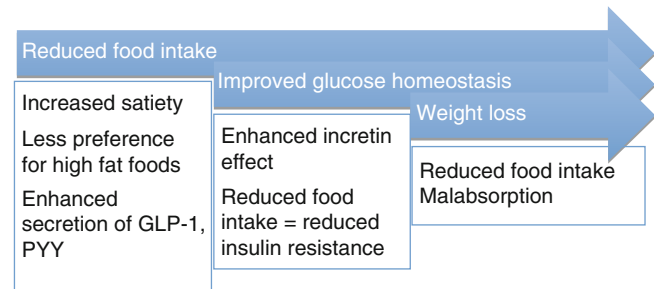 Reduced food intake
Increased satiety
Less preference
for high fat foods
Enhanced
secretion of GLP-1,
PYY
Improved glucose homeostasis
Enhanced incretin
effect
Reduced food
intake = reduced
insulin resistance
Weight loss
Reduced food intake
Malabsorption